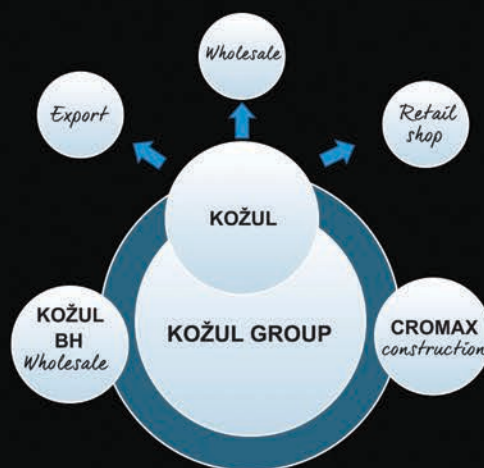 Wholesale
Export
Retail
shop
KOŽUL
KOŽUL GROUP
KOŽUL
BH
Wholesale
CROMAX
construction